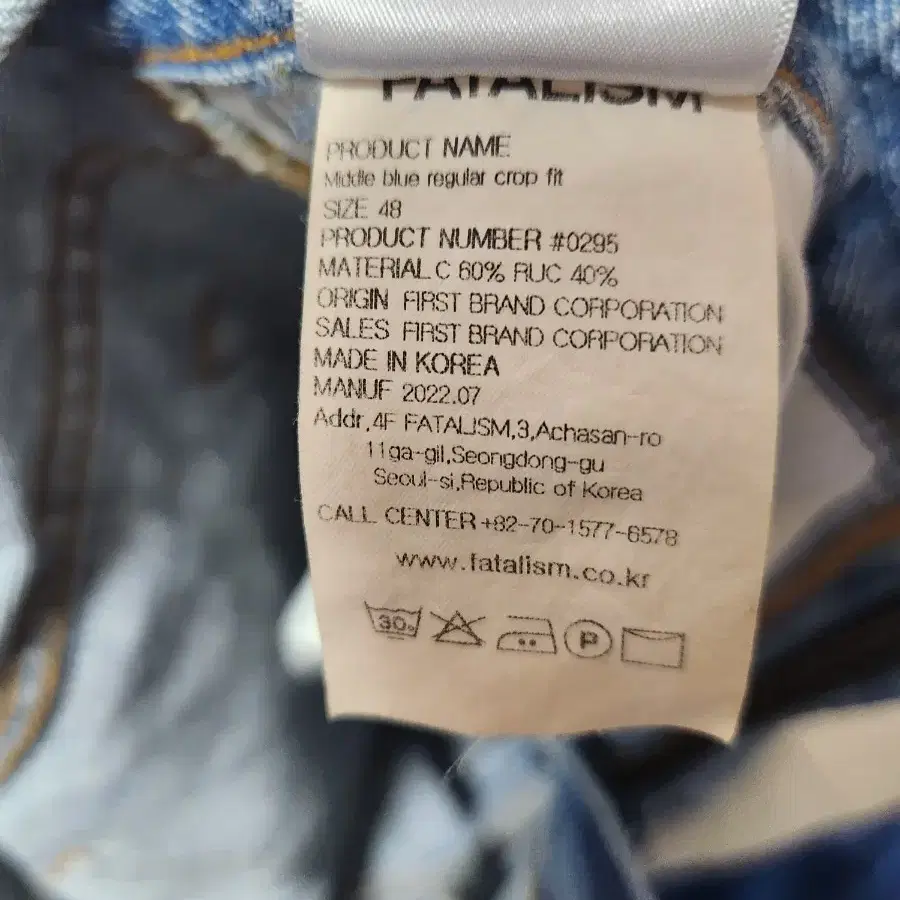 FATALISM
PRODUCT NAME
Middle blue regular crop fit
SIZE 48
PRODUCT NUMBER #0295
MATERIAL C 60% RUC 40%
ORIGIN FIRST BRAND CORPORATION
SALES FIRST BRAND CORPORATION
MADE IN KOREA
MANUF 2022.07
Addr,4F FATALISM,3,Achasan-ro
11ga-gil,Seongdong-gu
Seoul-si,Republic of Korea
CALL CENTER +82-70-1577-6578
www.fatalism.co.kr
30° P